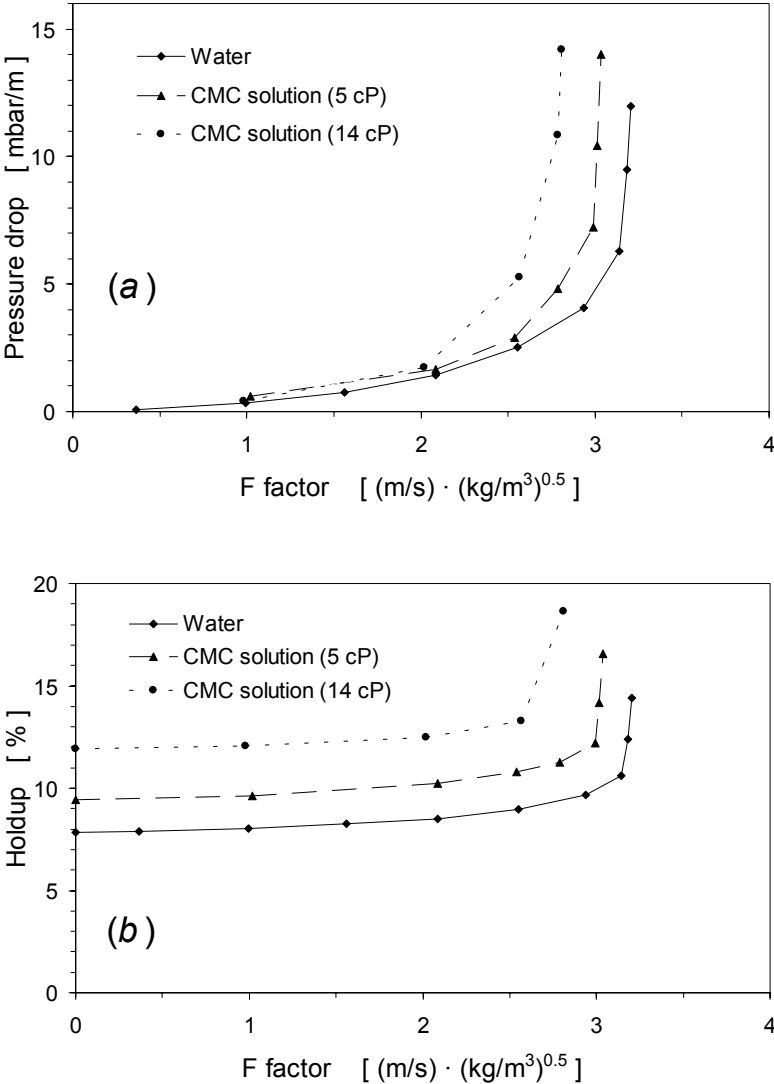 15
10
5
0
Pressure drop [ mbar/m ]
Water
CMC solution (5 cP)
CMC solution (14 cP)
(a)
0 1 2 3 4
F factor [ (m/s) · (kg/m³)^0.5 ]
20
15
10
5
0
Holdup [ % ]
Water
CMC solution (5 cP)
CMC solution (14 cP)
(b)
0 1 2 3 4
F factor [ (m/s) · (kg/m³)^0.5 ]